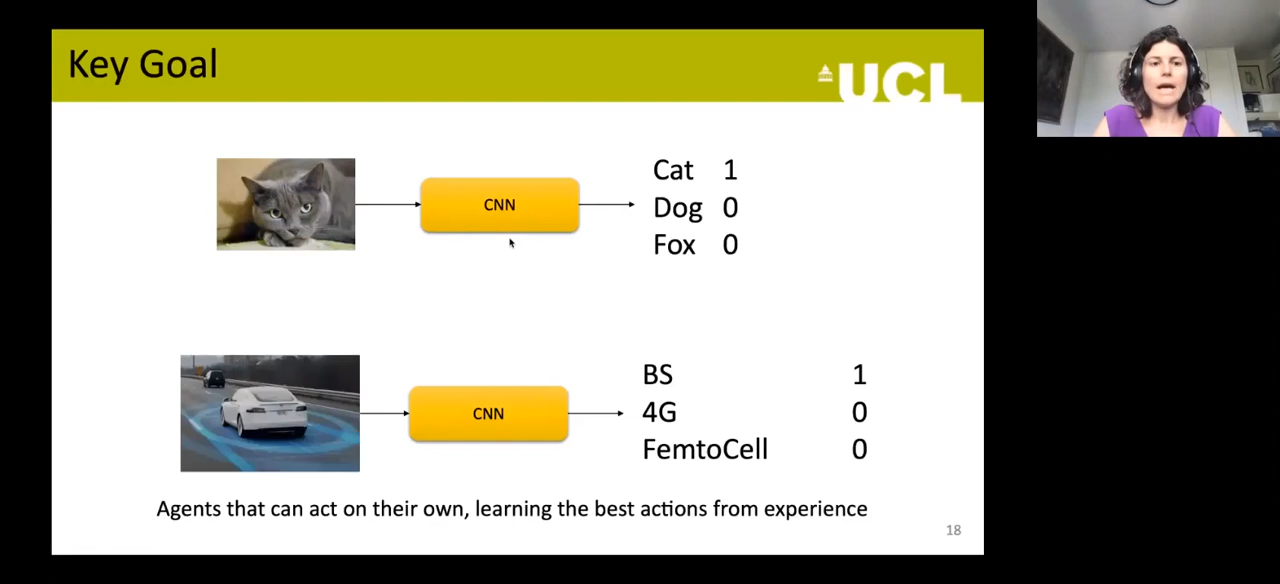 Key Goal
UCL
CNN
Cat 1
Dog 0
Fox 0
CNN
BS 1
4G 0
FemtoCell 0
Agents that can act on their own, learning the best actions from experience
18